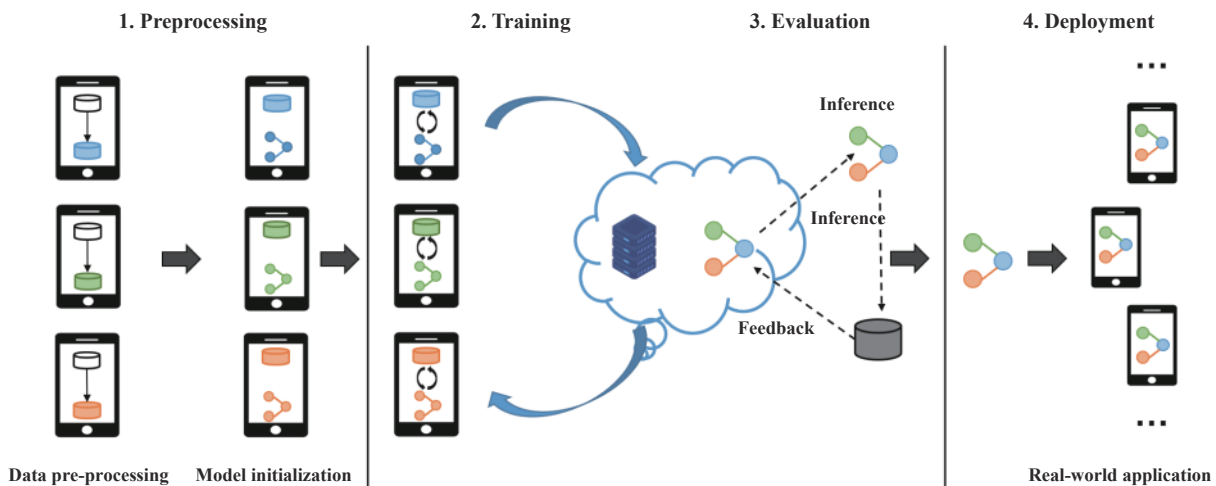 1. Preprocessing
2. Training
3. Evaluation
4. Deployment
Inference
Inference
Feedback
Data pre-processing
Model initialization
Real-world application